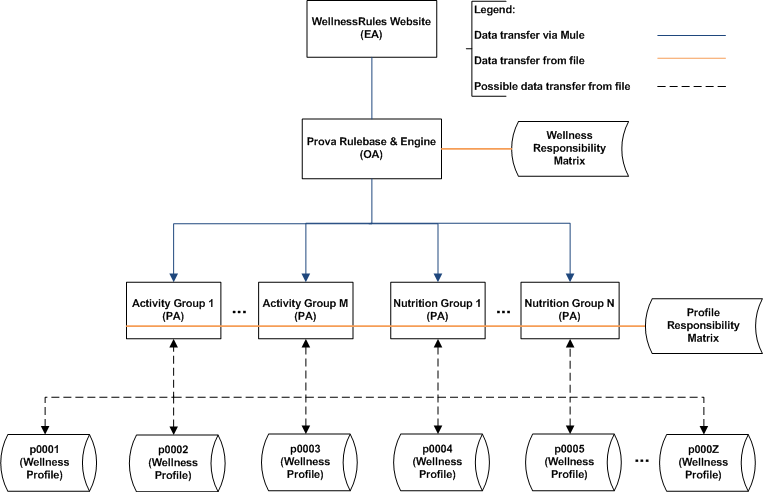 WellnessRules Website
(EA)
Legend:
Data transfer via Mule
Data transfer from file
Possible data transfer from file
Prova Rulebase & Engine
(OA)
Wellness
Responsibility
Matrix
Activity Group 1
(PA)
...
Activity Group M
(PA)
Nutrition Group 1
(PA)
...
Nutrition Group N
(PA)
Profile
Responsibility
Matrix
p0001
(Wellness
Profile)
p0002
(Wellness
Profile)
p0003
(Wellness
Profile)
p0004
(Wellness
Profile)
p0005
(Wellness
Profile)
...
p000Z
(Wellness
Profile)